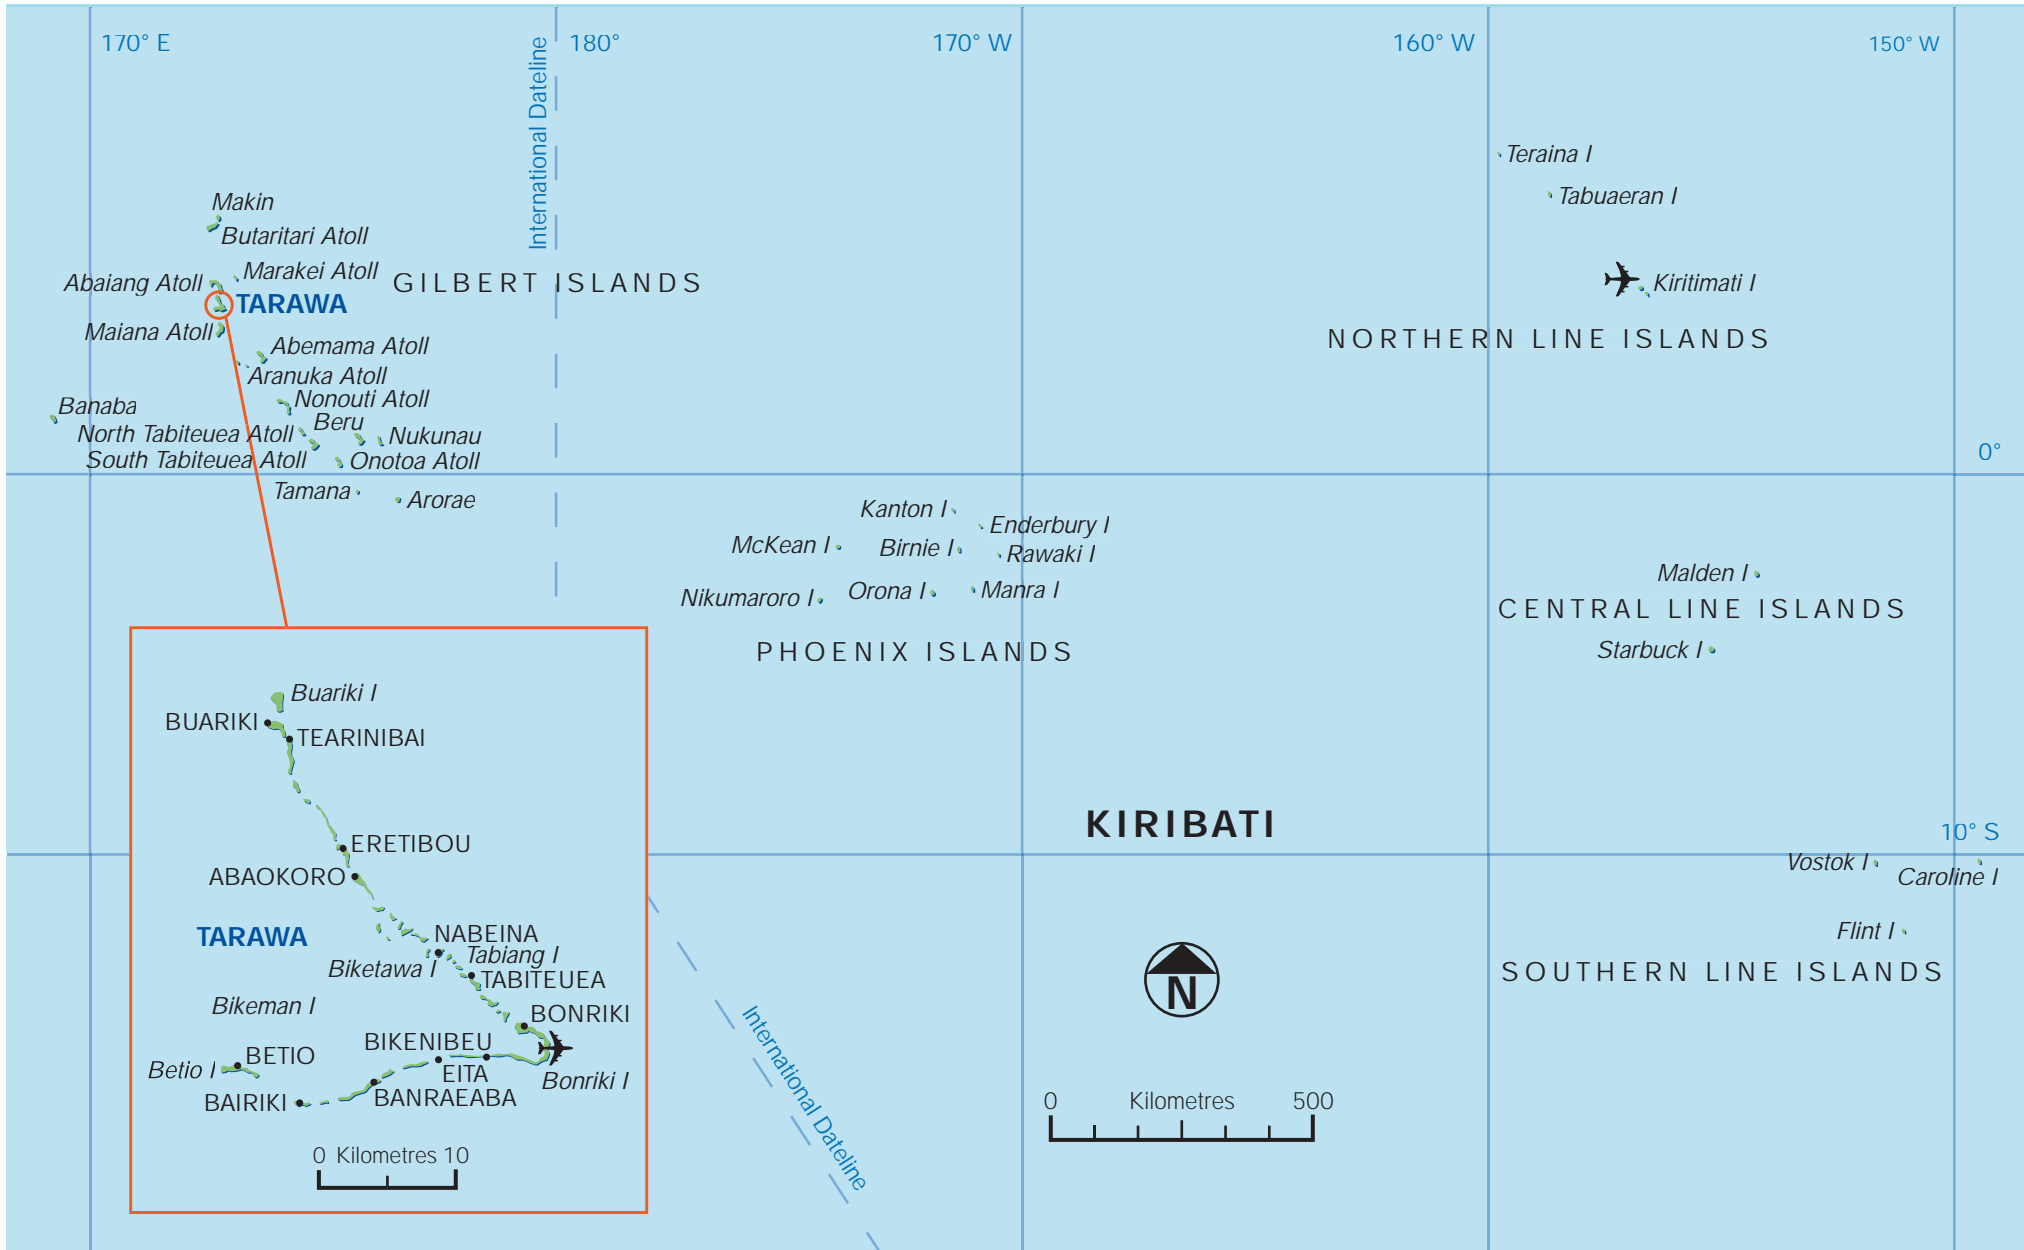 170° E
180°
170° W
160° W
150° W
International Dateline
Teraina I
Tabuaeran I
Makin
Butaritari Atoll
Marakei Atoll
Abaiang Atoll
GILBERT ISLANDS
Kiritimati I
TARAWA
Maiana Atoll
NORTHERN LINE ISLANDS
Abemama Atoll
Aranuka Atoll
Nonouti Atoll
Banaba
Beru
North Tabiteuea Atoll
Nukunau
South Tabiteuea Atoll
Onotoa Atoll
0°
Tamana
Arorae
Kanton I
Enderbury I
McKean I
Birnie I
Rawaki I
Malden I
Nikumaroro I
Orona I
Manra I
CENTRAL LINE ISLANDS
PHOENIX ISLANDS
Starbuck I
Buariki I
BUARIKI
TEARINIBAI
KIRIBATI
10° S
ERETIBOU
Vostok I
Caroline I
ABAOKORO
TARAWA
NABEINA
Flint I
Tabiang I
Biketawa I
TABITEUEA
SOUTHERN LINE ISLANDS
N
Bikeman I
BONRIKI
International Dateline
BIKENIBEU
BETIO
Betio I
EITA
Bonriki I
BANRAEABA
BAIRIKI
0 Kilometres 500
0 Kilometres 10